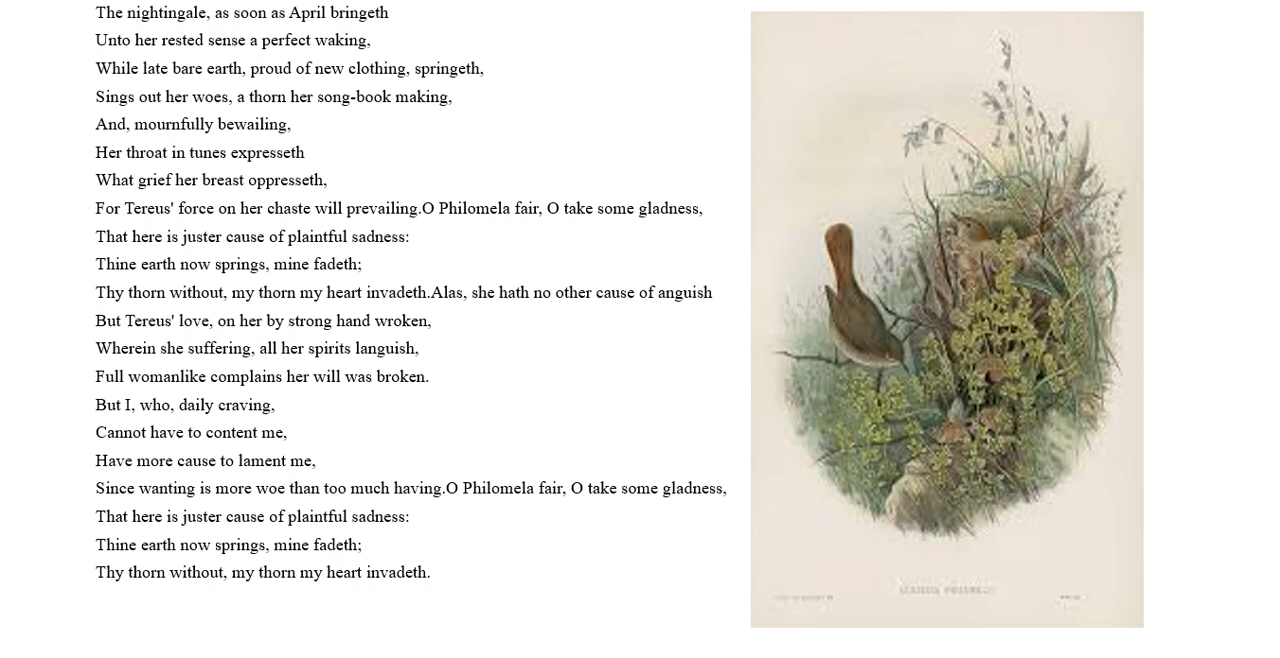 The nightingale, as soon as April bringeth
Unto her rested sense a perfect waking,
While late bare earth, proud of new clothing, springeth,
Sings out her woes, a thorn her song-book making,
And, mournfully bewailing,
Her throat in tunes expresseth
What grief her breast oppresseth,
For Tereus' force on her chaste will prevailing.O Philomela fair, O take some gladness,
That here is juster cause of plaintful sadness:
Thine earth now springs, mine fadeth;
Thy thorn without, my thorn my heart invadeth.Alas, she hath no other cause of anguish
But Tereus' love, on her by strong hand wroken,
Wherein she suffering, all her spirits languish,
Full womanlike complains her will was broken.
But I, who, daily craving,
Cannot have to content me,
Have more cause to lament me,
Since wanting is more woe than too much having.O Philomela fair, O take some gladness,
That here is juster cause of plaintful sadness:
Thine earth now springs, mine fadeth;
Thy thorn without, my thorn my heart invadeth.